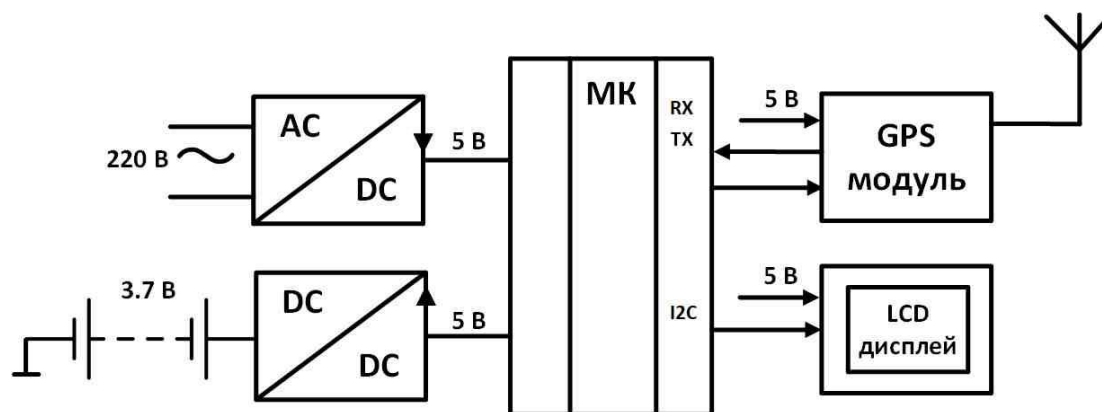 AC
DC
220 В
5 В
3.7 В
DC
DC
5 В
МК
RX
TX
I2C
5 В
GPS
модуль
5 В
LCD
дисплей